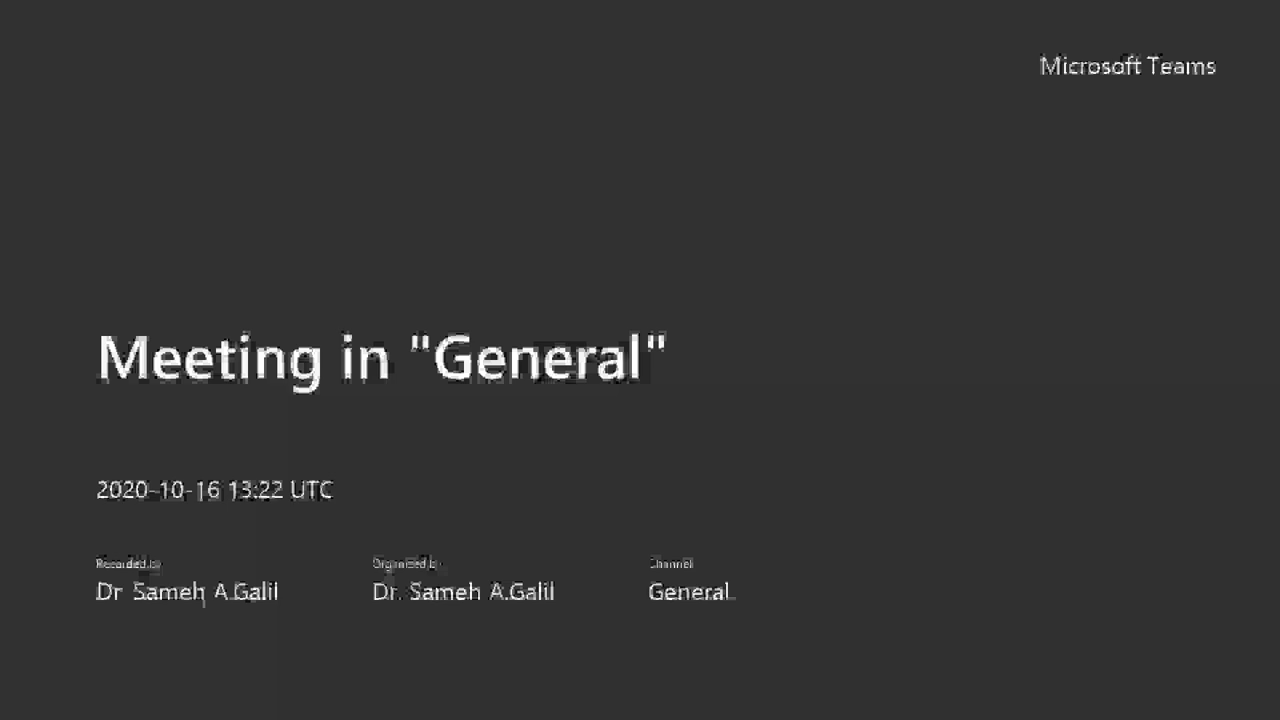 Microsoft Teams
Meeting in "General"
2020-10-16 13:22 UTC
Recorded by Organized by Channel
Dr Sameh A.Galil Dr. Sameh A.Galil General